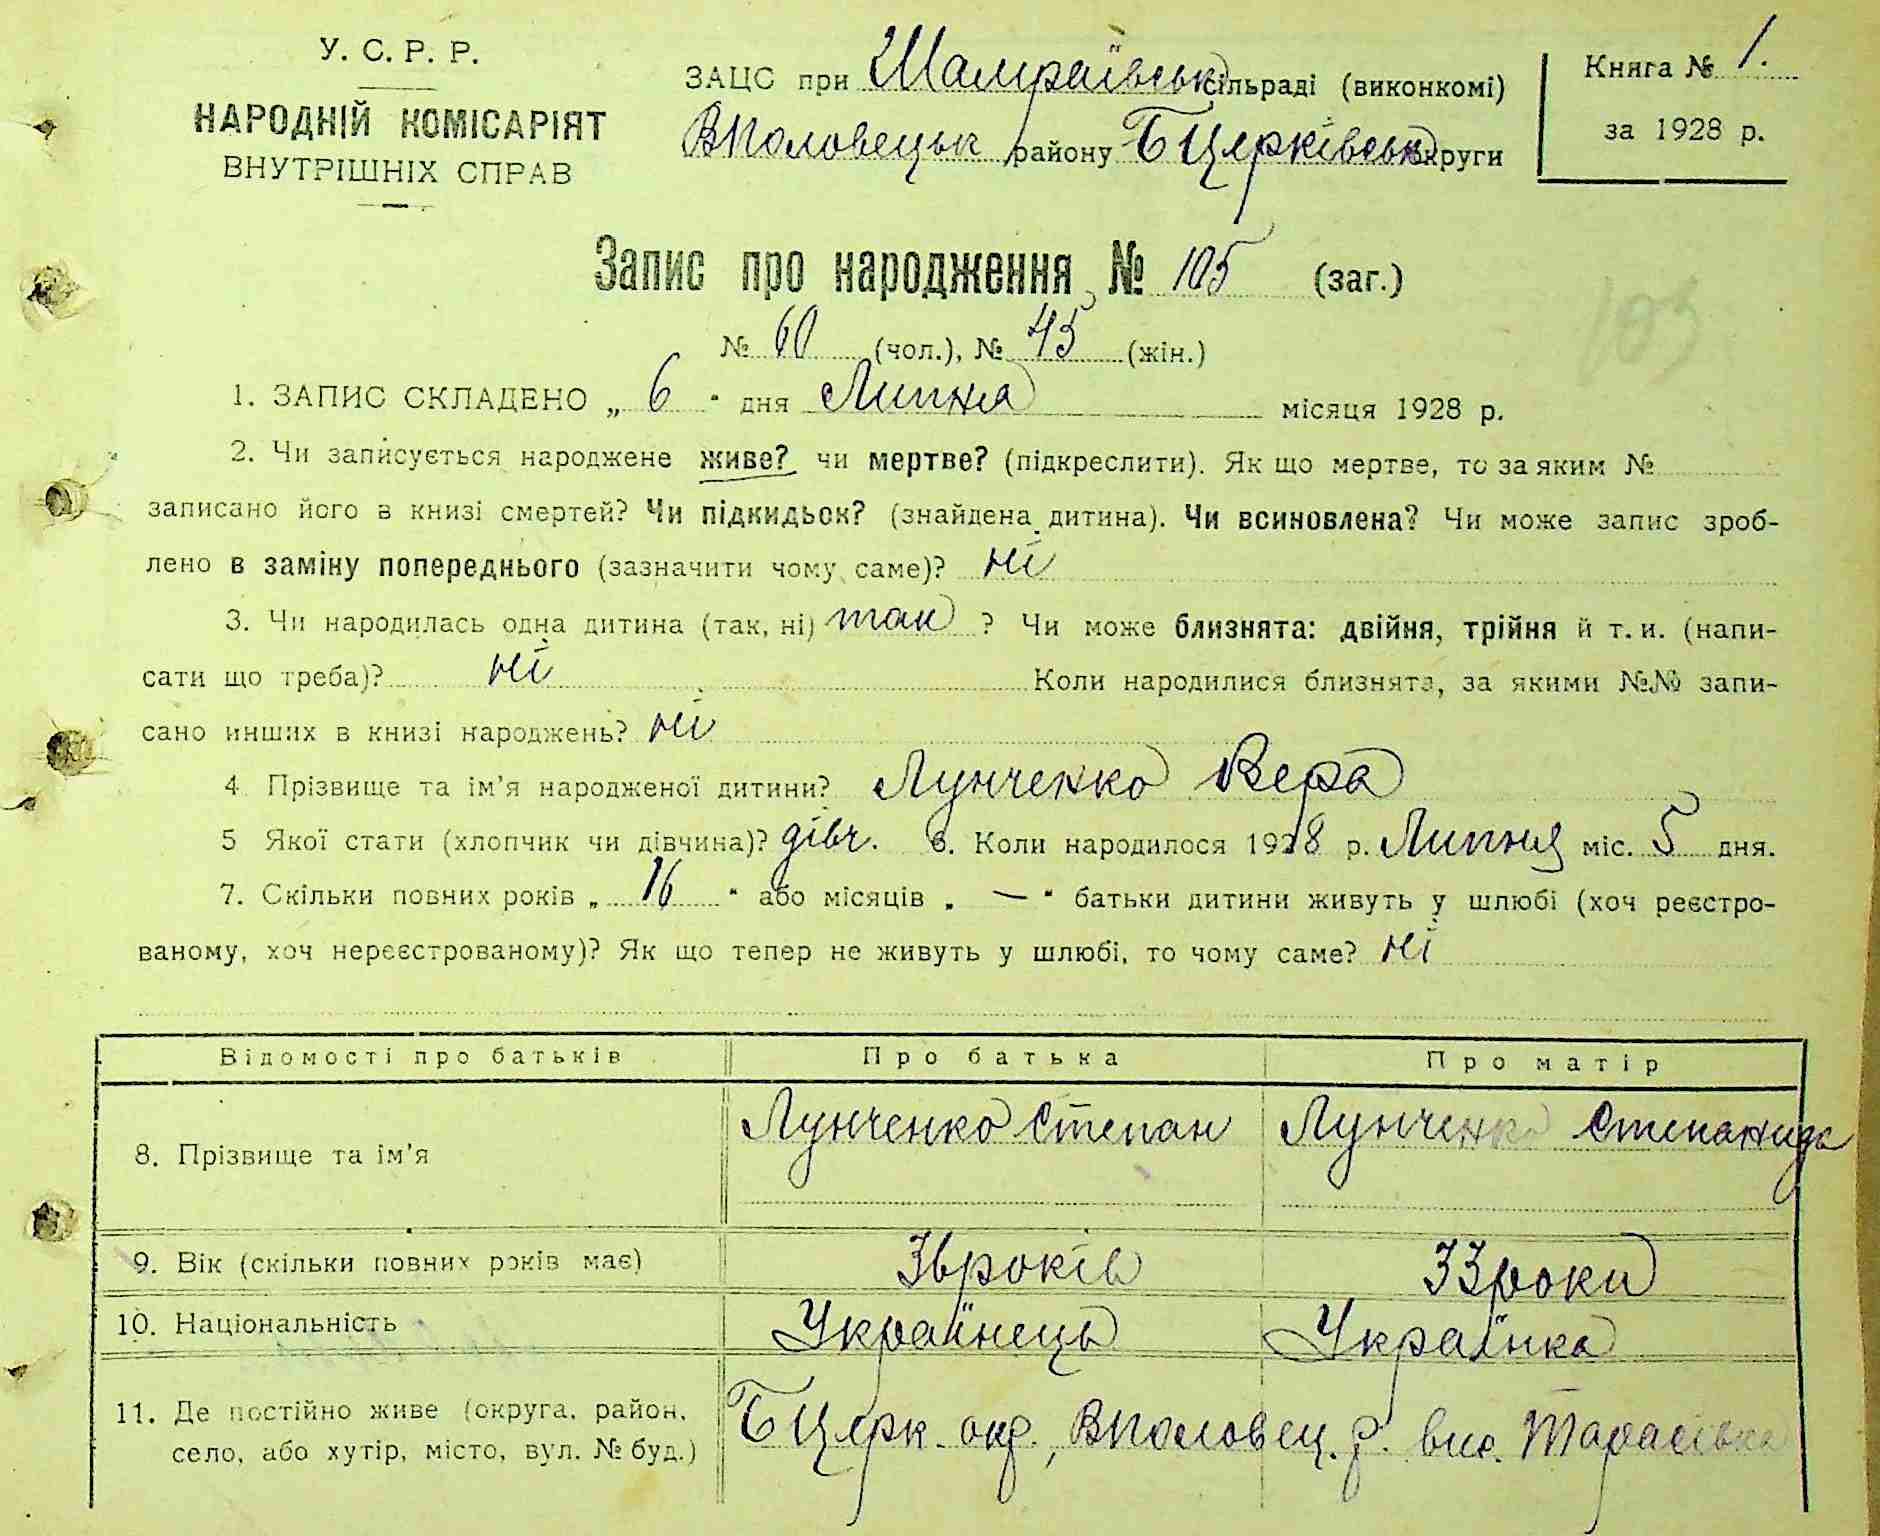 У. С. Р. Р.
НАРОДНІЙ КОМІСАРІЯТ
ВНУТРІШНІХ СПРАВ
ЗАЦС при Шамраївськ сільраді (виконкомі)
ВПоловецьк району БЦерківськ округи
Книга № 1.
за 1928 р.
Запис про народження № 105 (заг.)
103
№ 60 (чол.), № 45 (жін.)
1. ЗАПИС СКЛАДЕНО „ 6 “ дня Липня місяця 1928 р.
2. Чи записується народжене живе? чи мертве? (підкреслити). Як що мертве, то за яким №
записано його в книзі смертей? Чи підкидьок? (знайдена дитина). Чи всиновлена? Чи може запис зроб-
лено в заміну попереднього (зазначити чому саме)? ні
3. Чи народилась одна дитина (так, ні) так ? Чи може близнята: двійня, трійня й т. и. (напи-
сати що треба)? ні Коли народилися близнята, за якими №№ запи-
сано инших в книзі народжень? ні
4 Прізвище та ім’я народженої дитини? Лунченко Вера
5 Якої стати (хлопчик чи дівчина)? дівч. 6. Коли народилося 1928 р. Липня міс. 5 дня.
7. Скільки повних років „ 16 “ або місяців „ — “ батьки дитини живуть у шлюбі (хоч реєстро-
ваному, хоч нереєстрованому)? Як що тепер не живуть у шлюбі, то чому саме? ні
Відомості про батьків Про батька Про матір
8. Прізвище та ім’я Лунченко Степан Лунченко Степанида
9. Вік (скільки повних років має) 36 років 33 роки
10. Національність Українець Українка
11. Де постійно живе (округа, район, село, або хутір, місто, вул. № буд.) БЦерк окр., ВПоловец. р. вис. Тарасівка